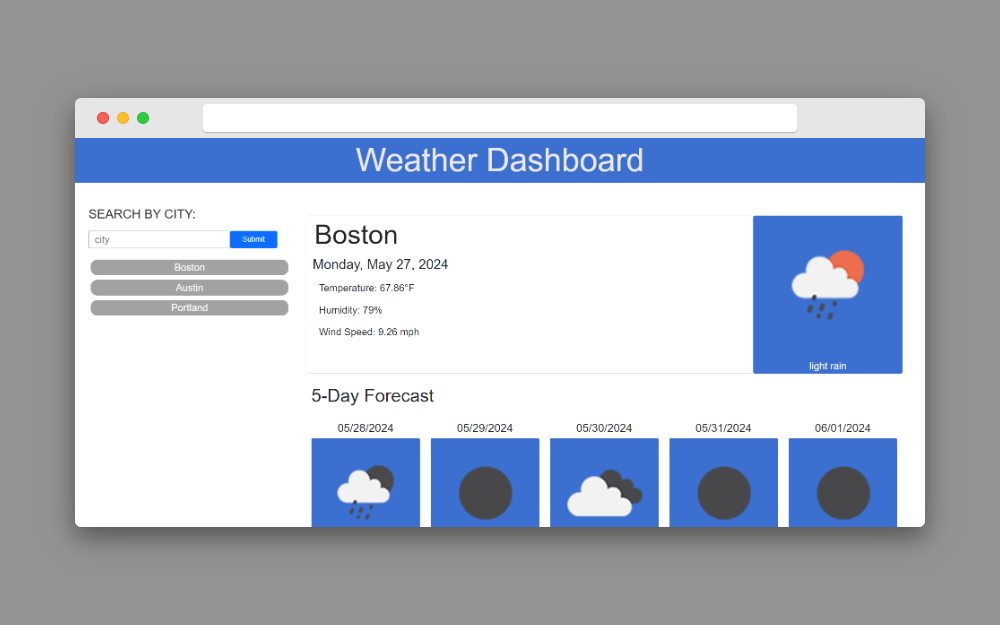 Weather Dashboard
SEARCH BY CITY:
city
Submit
Boston
Austin
Portland
Boston
Monday, May 27, 2024
Temperature: 67.86°F
Humidity: 79%
Wind Speed: 9.26 mph
light rain
5-Day Forecast
05/28/2024
05/29/2024
05/30/2024
05/31/2024
06/01/2024